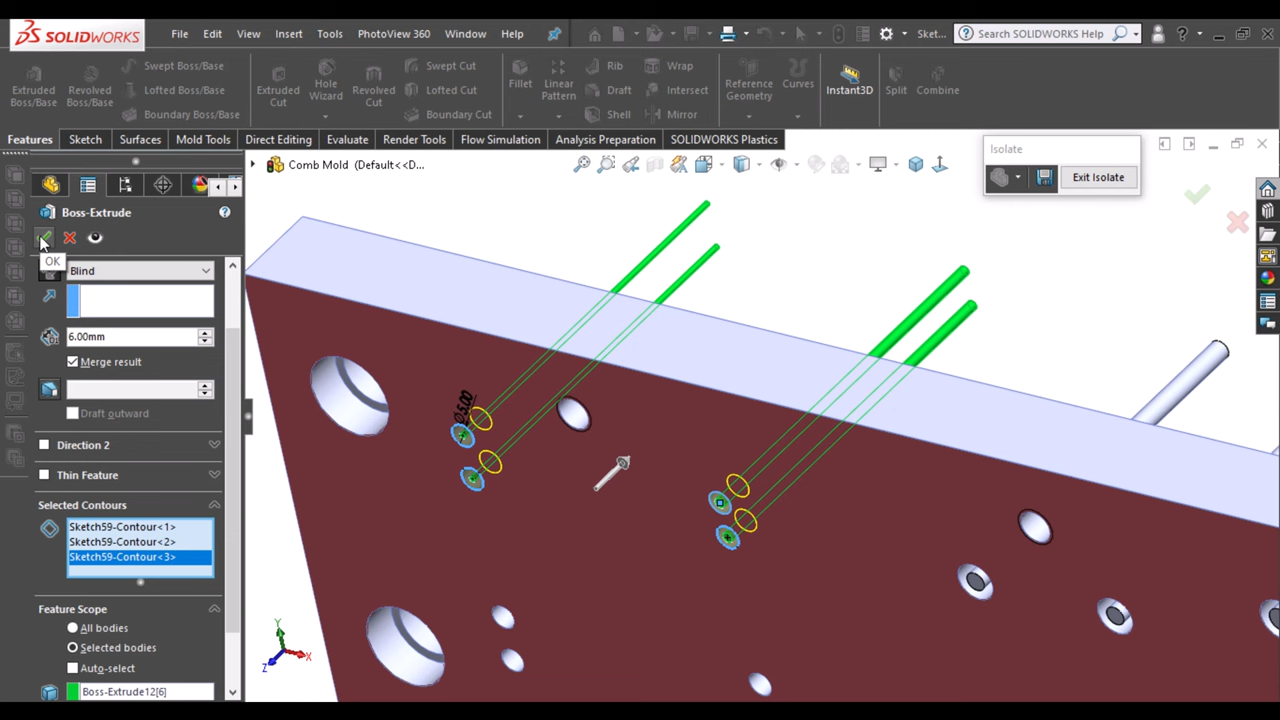 SOLIDWORKS File Edit View Insert Tools PhotoView 360 Window Help Sket... Search SOLIDWORKS Help ?
Extruded Boss/Base
Revolved Boss/Base
Swept Boss/Base
Lofted Boss/Base
Boundary Boss/Base
Extruded Cut
Hole Wizard
Revolved Cut
Swept Cut
Lofted Cut
Boundary Cut
Fillet
Linear Pattern
Rib
Draft
Shell
Wrap
Intersect
Mirror
Reference Geometry
Curves
Instant3D
Split
Combine
Features Sketch Surfaces Mold Tools Direct Editing Evaluate Render Tools Flow Simulation Analysis Preparation SOLIDWORKS Plastics
Comb Mold (Default<<D...
Isolate
Exit Isolate
Boss-Extrude
OK
Blind
6.00mm
Merge result
Draft outward
Direction 2
Thin Feature
Selected Contours
Sketch59-Contour<1>
Sketch59-Contour<2>
Sketch59-Contour<3>
Feature Scope
All bodies
Selected bodies
Auto-select
Boss-Extrude12[6]
Ø5.00
Y
Z
X